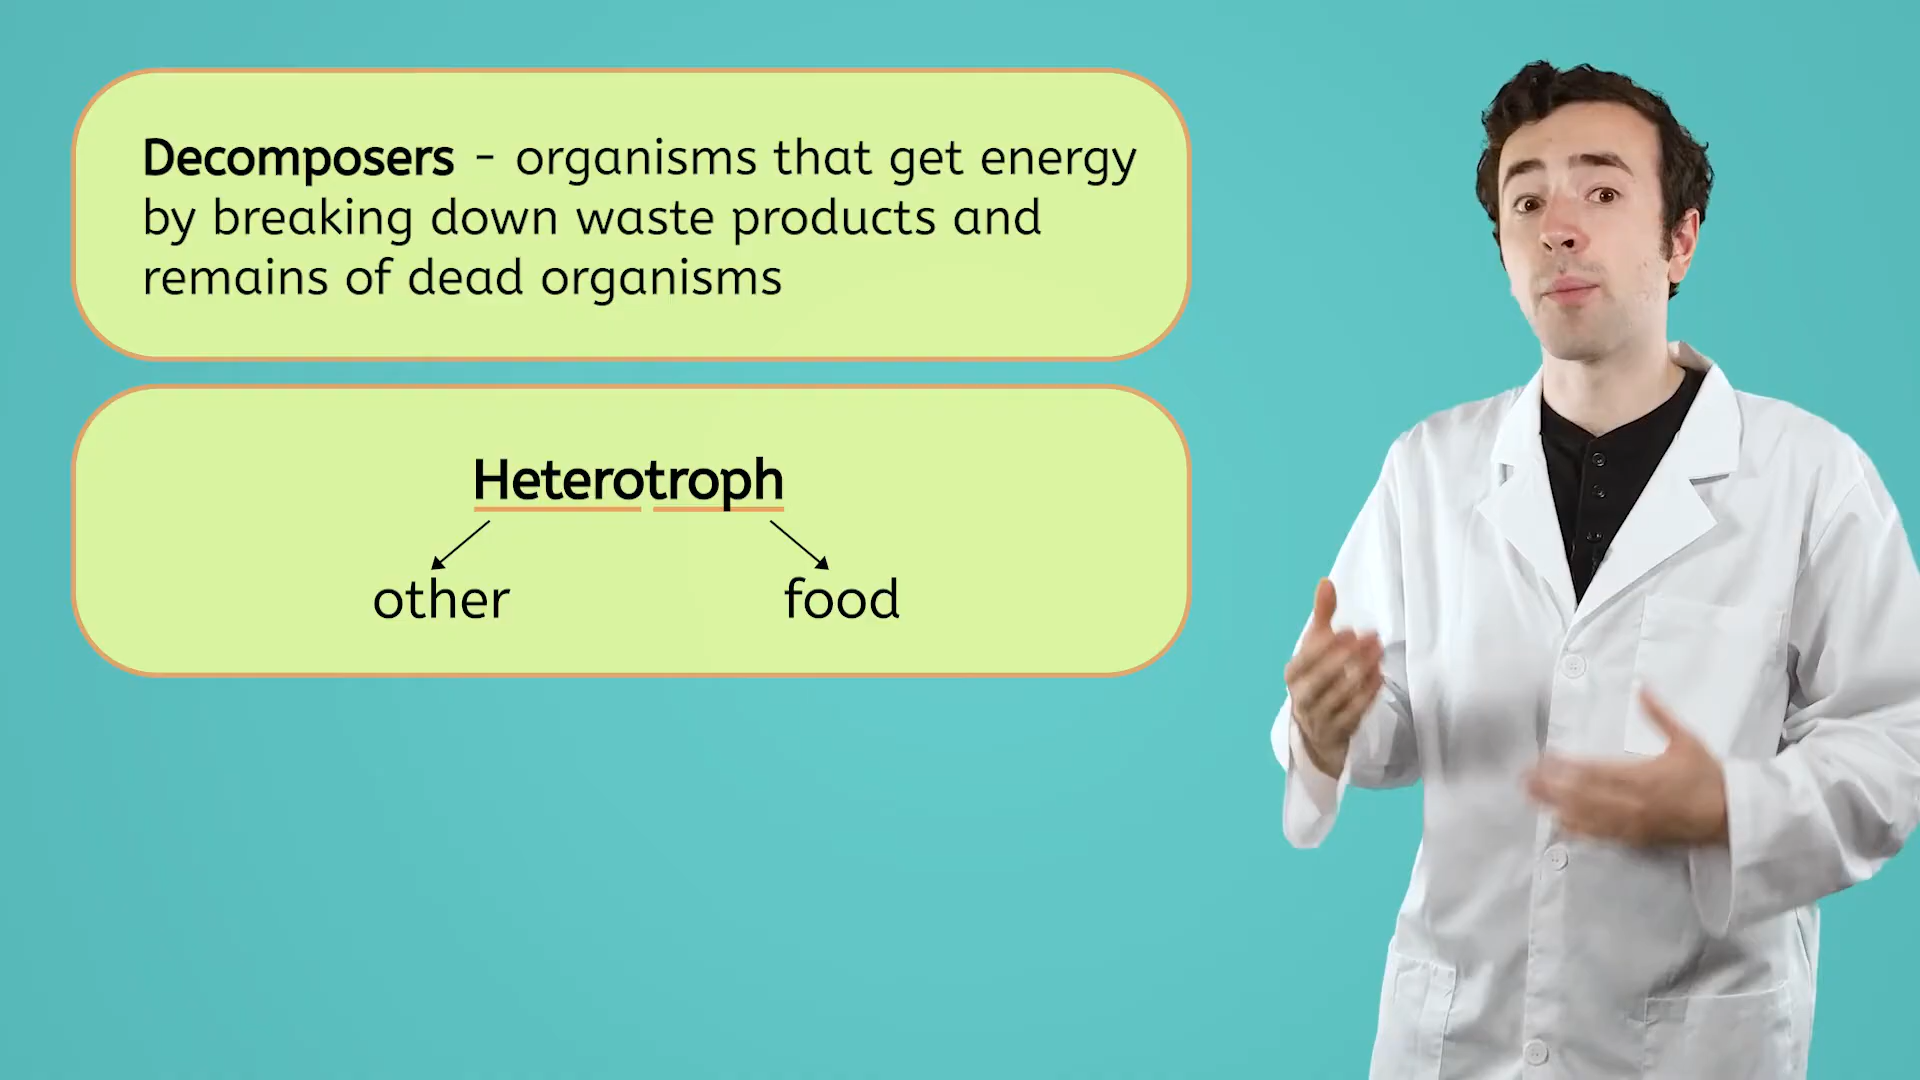 Decomposers - organisms that get energy
by breaking down waste products and
remains of dead organisms
Heterotroph
other food